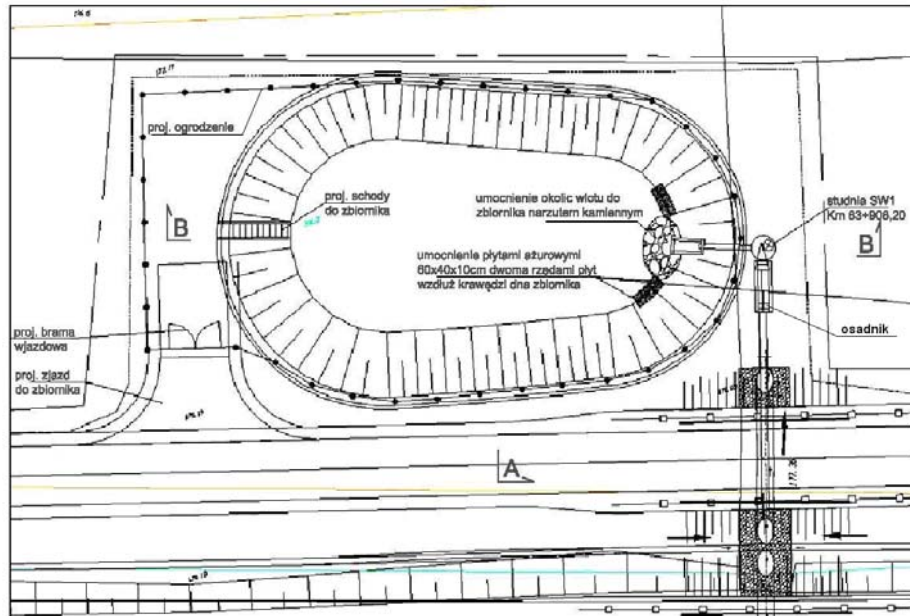 proj. ogrodzenie
proj. schody
do zbiornika
umocnienie okolic wlotu do
zbiornika narzutem kamiennym
studnia SW1
Km 63+906,20
B
B
umocnienie płytami ażurowymi
60x40x10cm dwoma rzędami płyt
wzdłuż krawędzi dna zbiornika
proj. brama
wjazdowa
osadnik
proj. zjazd
do zbiornika
A